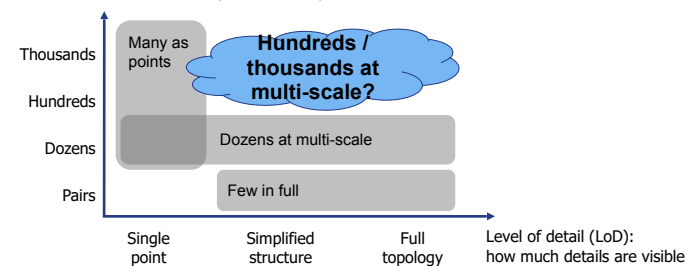 Thousands
Hundreds
Dozens
Pairs
Many as
points
Hundreds /
thousands at
multi-scale?
Dozens at multi-scale
Few in full
Single
point
Simplified
structure
Full
topology
Level of detail (LoD):
how much details are visible